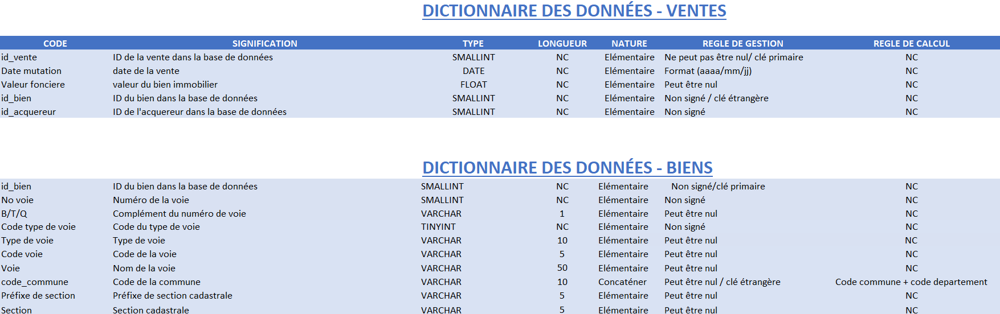 DICTIONNAIRE DES DONNÉES - VENTES
CODE SIGNIFICATION TYPE LONGUEUR NATURE REGLE DE GESTION REGLE DE CALCUL
id_vente ID de la vente dans la base de données SMALLINT NC Elémentaire Ne peut pas être nul/ clé primaire NC
Date mutation date de la vente DATE NC Elémentaire Format (aaaa/mm/jj) NC
Valeur fonciere valeur du bien immobilier FLOAT NC Elémentaire Peut être nul NC
id_bien ID du bien dans la base de données SMALLINT NC Elémentaire Non signé / clé étrangère NC
id_acquereur ID de l'acquereur dans la base de données SMALLINT NC Elémentaire Non signé NC
DICTIONNAIRE DES DONNÉES - BIENS
id_bien ID du bien dans la base de données SMALLINT NC Elémentaire Non signé/clé primaire NC
No voie Numéro de la voie SMALLINT NC Elémentaire Non signé NC
B/T/Q Complément du numéro de voie VARCHAR 1 Elémentaire Peut être nul NC
Code type de voie Code du type de voie TINYINT NC Elémentaire Non signé NC
Type de voie Type de voie VARCHAR 10 Elémentaire Peut être nul NC
Code voie Code de la voie VARCHAR 5 Elémentaire Peut être nul NC
Voie Nom de la voie VARCHAR 50 Elémentaire Peut être nul NC
code_commune Code de la commune VARCHAR 10 Concaténer Peut être nul / clé étrangère Code commune + code departement
Préfixe de section Préfixe de section cadastrale VARCHAR 5 Elémentaire Peut être nul NC
Section Section cadastrale VARCHAR 5 Elémentaire Peut être nul NC